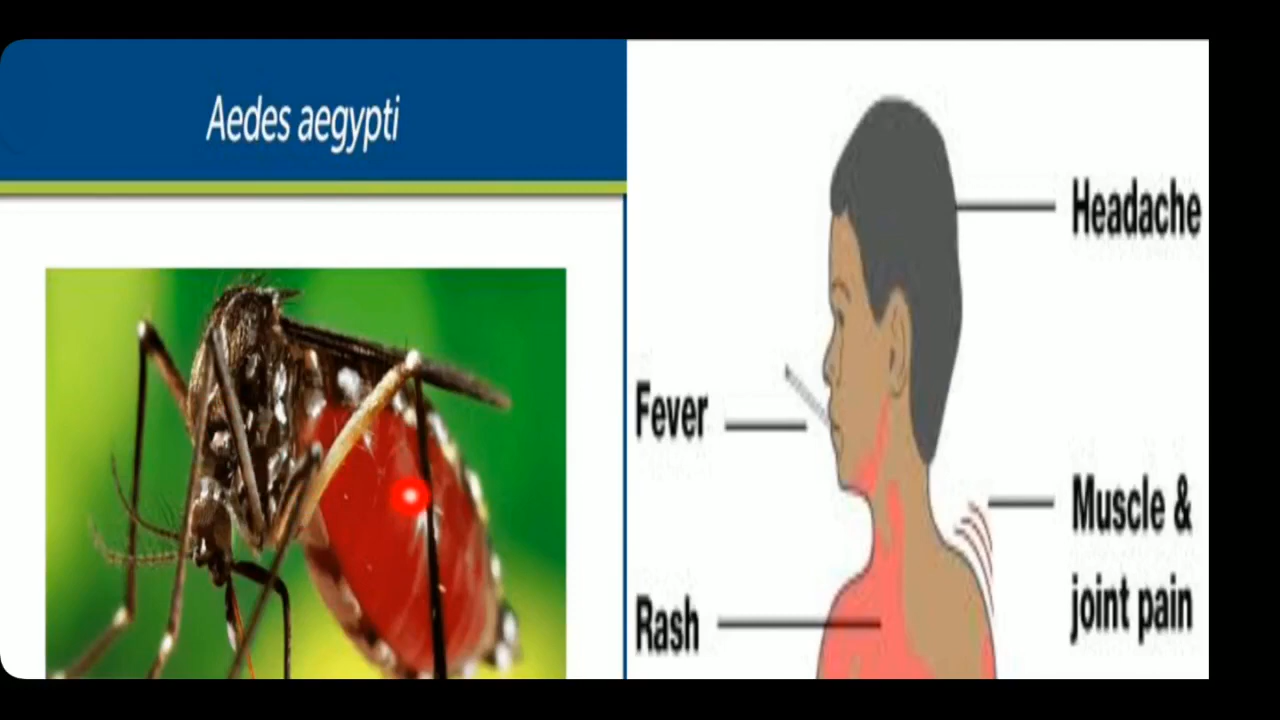 Aedes aegypti
Headache
Fever
Muscle &
joint pain
Rash